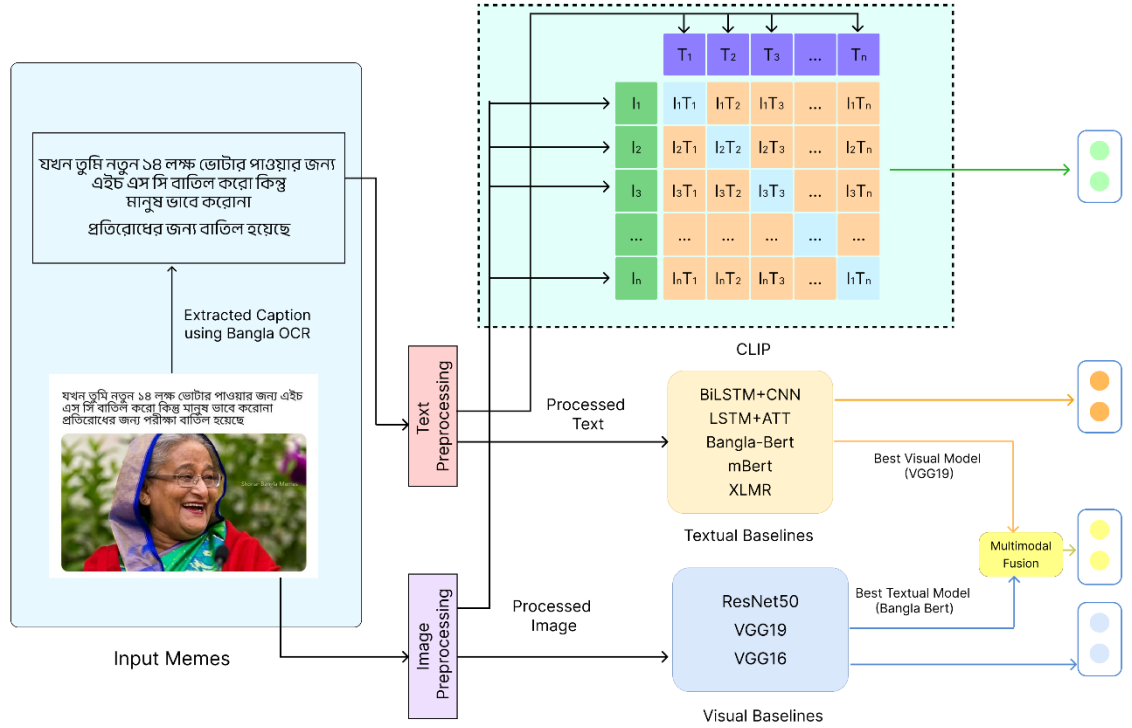 যখন তুমি নতুন ১৪ লক্ষ ভোটার পাওয়ার জন্য
এইচ এস সি বাতিল করো কিন্তু
মানুষ ভাবে করোনা
প্রতিরোধের জন্য বাতিল হয়েছে
Extracted Caption
using Bangla OCR
যখন তুমি নতুন ১৪ লক্ষ ভোটার পাওয়ার জন্য এইচ
এস সি বাতিল করো কিন্তু মানুষ ভাবে করোনা
প্রতিরোধের জন্য পরীক্ষা বাতিল হয়েছে
Shonar Bangla Memes
Input Memes
Text
Preprocessing
Image
Preprocessing
T1 T2 T3 ... Tn
I1 I1T1 I1T2 I1T3 ... I1Tn
I2 I2T1 I2T2 I2T3 ... I2Tn
I3 I3T1 I3T2 I3T3 ... I3Tn
... ... ... ... ... ...
In InT1 InT2 InT3 ... I1Tn
CLIP
Processed
Text
BiLSTM+CNN
LSTM+ATT
Bangla-Bert
mBert
XLMR
Textual Baselines
Best Visual Model
(VGG19)
Multimodal
Fusion
Processed
Image
ResNet50
VGG19
VGG16
Visual Baselines
Best Textual Model
(Bangla Bert)